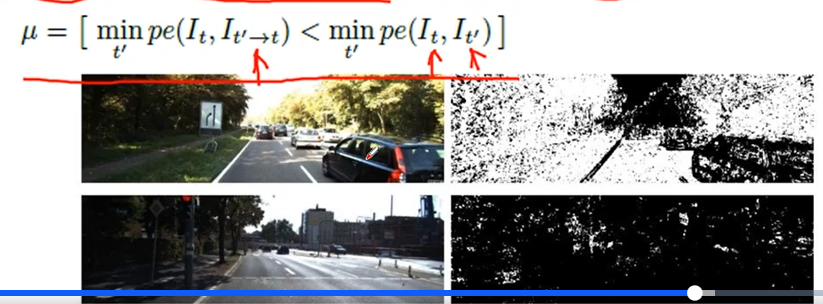 μ = [ min pe(I_t, I_{t'→t}) < min pe(I_t, I_{t'}) ]
t' t'